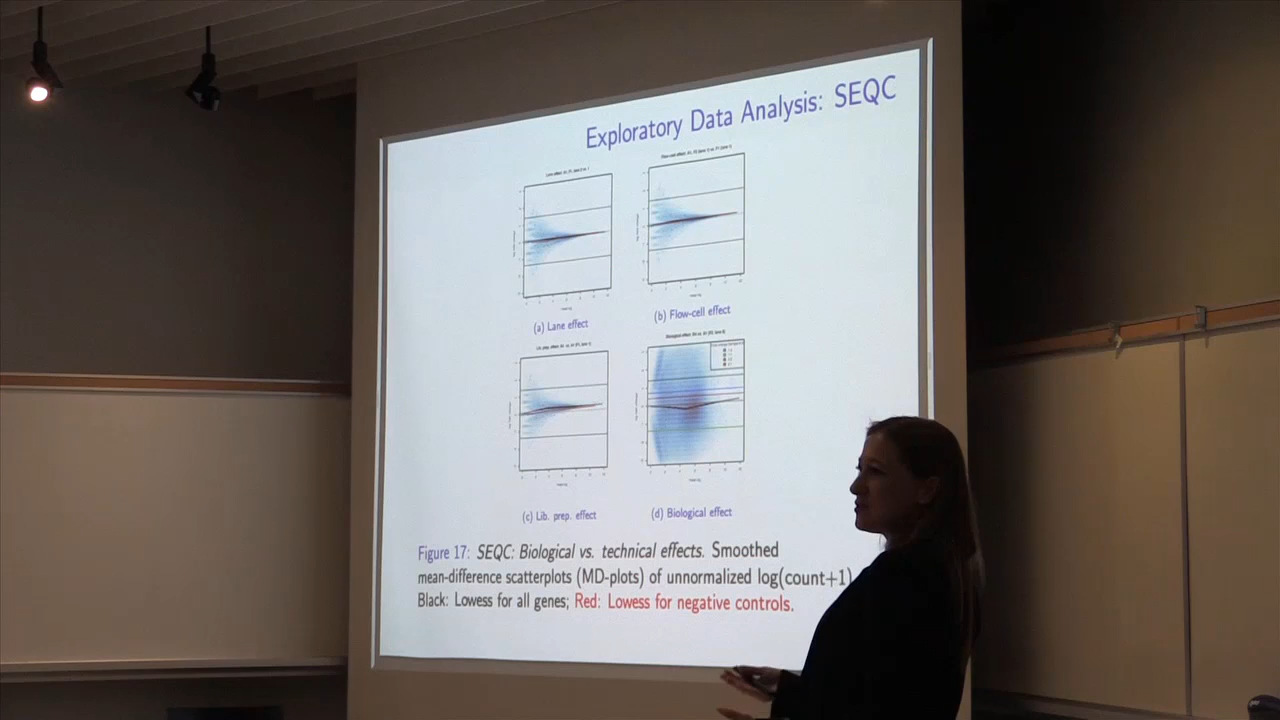 Exploratory Data Analysis: SEQC
(a) Lane effect
(b) Flow-cell effect
(c) Lib. prep. effect
(d) Biological effect
Figure 17: SEQC: Biological vs. technical effects. Smoothed
mean-difference scatterplots (MD-plots) of unnormalized log(count+1)
Black: Lowess for all genes; Red: Lowess for negative controls.